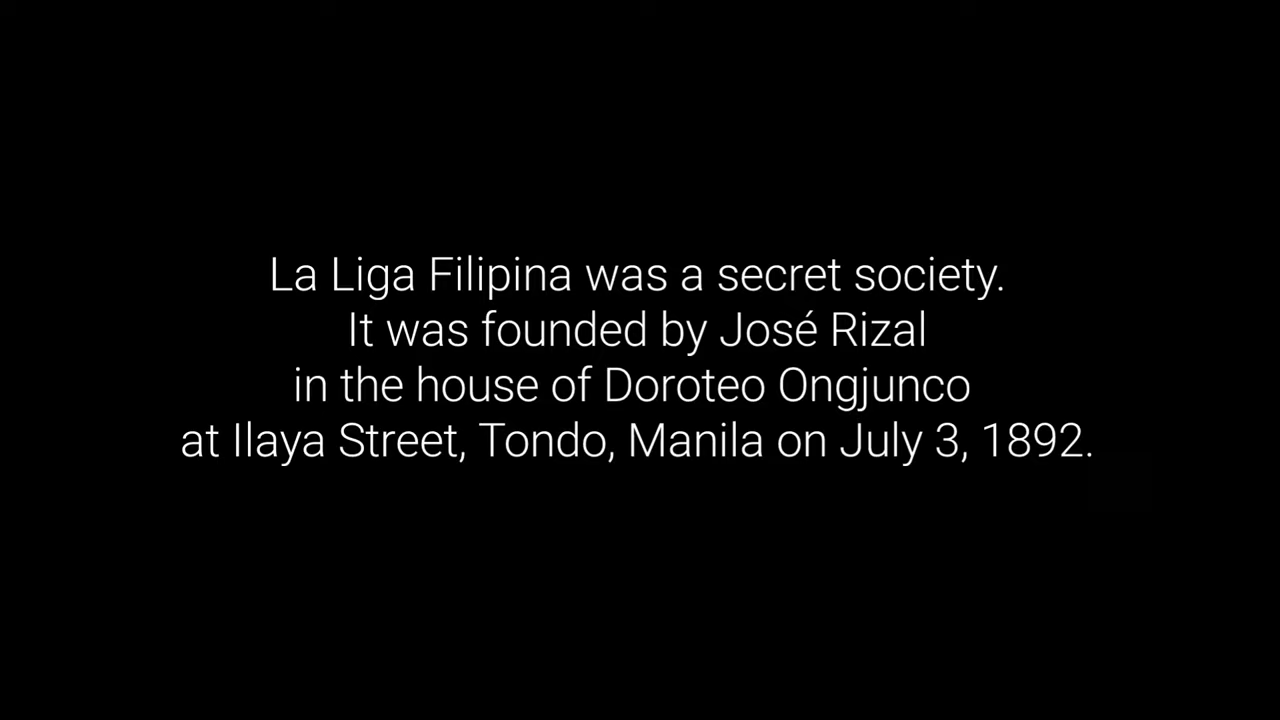 La Liga Filipina was a secret society.
It was founded by José Rizal
in the house of Doroteo Ongjunco
at Ilaya Street, Tondo, Manila on July 3, 1892.